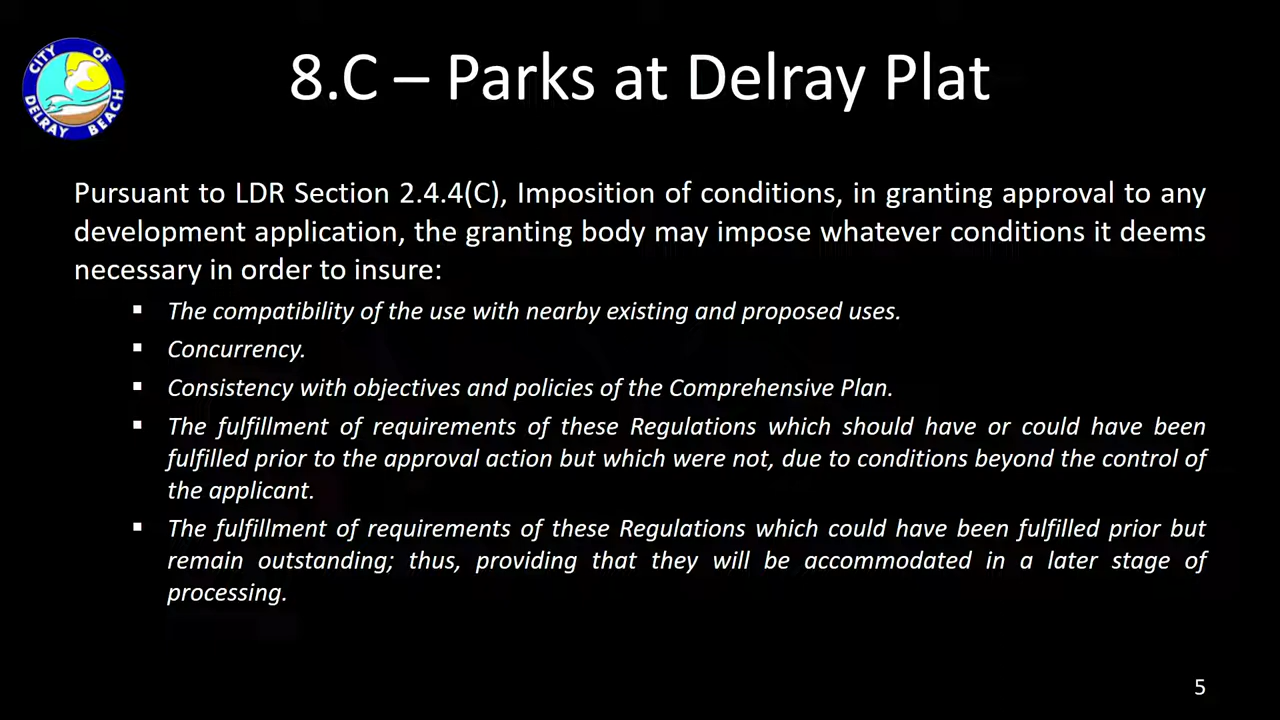 CITY OF
DELRAY BEACH
8.C – Parks at Delray Plat
Pursuant to LDR Section 2.4.4(C), Imposition of conditions, in granting approval to any
development application, the granting body may impose whatever conditions it deems
necessary in order to insure:
▪ The compatibility of the use with nearby existing and proposed uses.
▪ Concurrency.
▪ Consistency with objectives and policies of the Comprehensive Plan.
▪ The fulfillment of requirements of these Regulations which should have or could have been
fulfilled prior to the approval action but which were not, due to conditions beyond the control of
the applicant.
▪ The fulfillment of requirements of these Regulations which could have been fulfilled prior but
remain outstanding; thus, providing that they will be accommodated in a later stage of
processing.
5